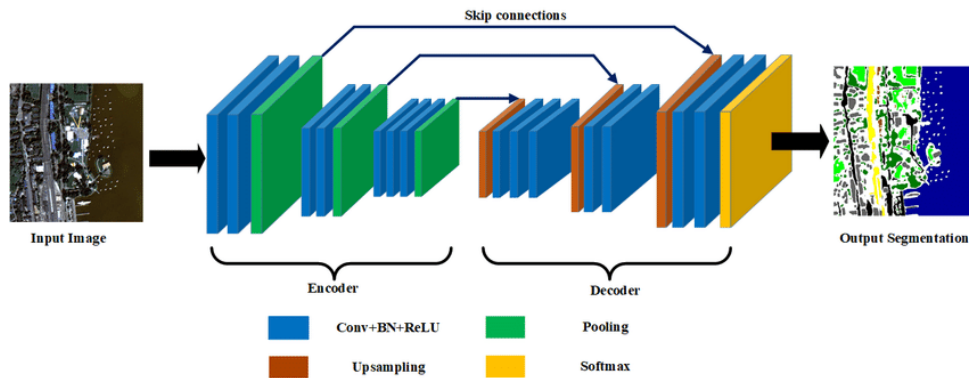 Skip connections
Input Image
Output Segmentation
Encoder
Decoder
Conv+BN+ReLU
Pooling
Upsampling
Softmax